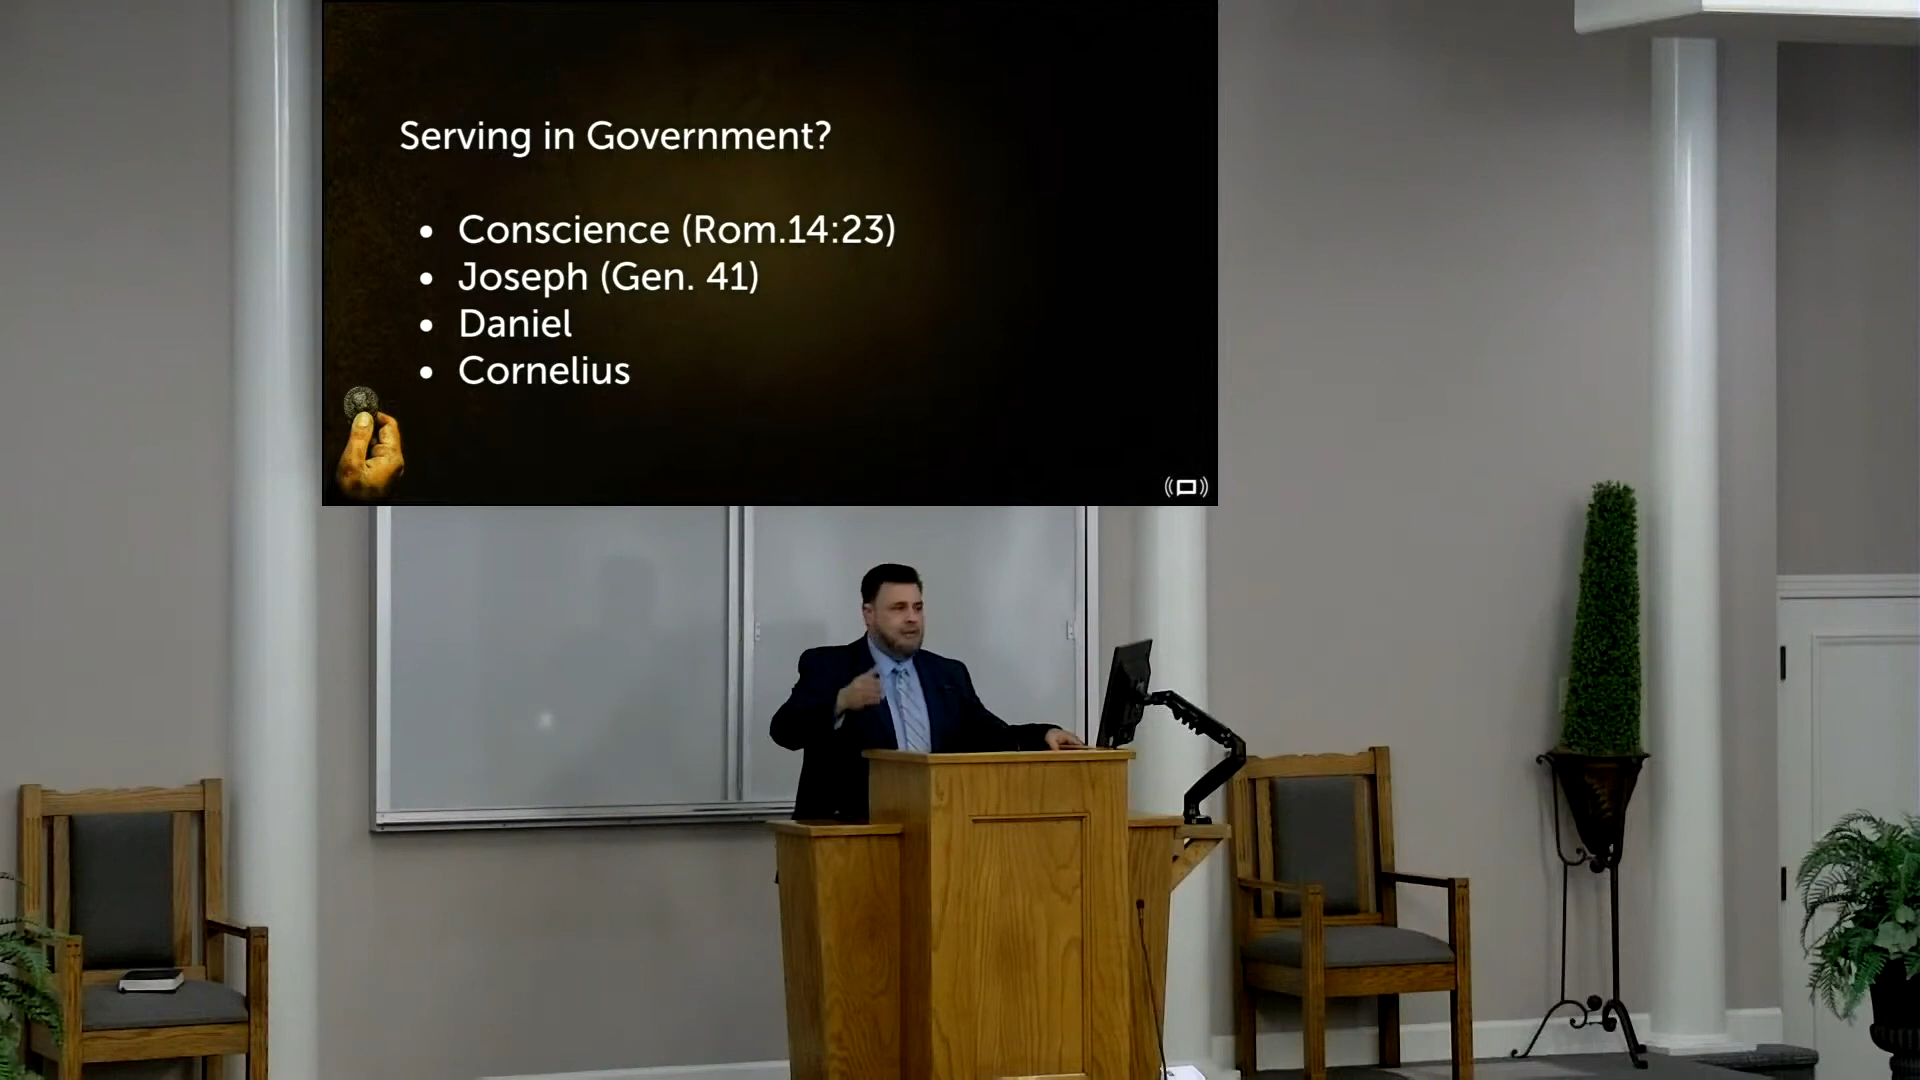 Serving in Government?
• Conscience (Rom.14:23)
• Joseph (Gen. 41)
• Daniel
• Cornelius